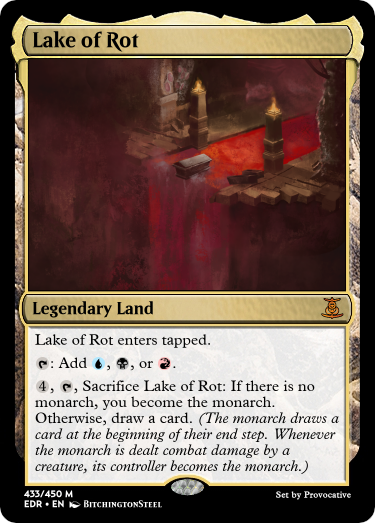 Lake of Rot
Legendary Land
Lake of Rot enters tapped.
: Add , , or .
4, , Sacrifice Lake of Rot: If there is no
monarch, you become the monarch.
Otherwise, draw a card. (The monarch draws a
card at the beginning of their end step. Whenever
the monarch is dealt combat damage by a
creature, its controller becomes the monarch.)
433/450 M
EDR • EN BitchingtonSteel
Set by Provocative